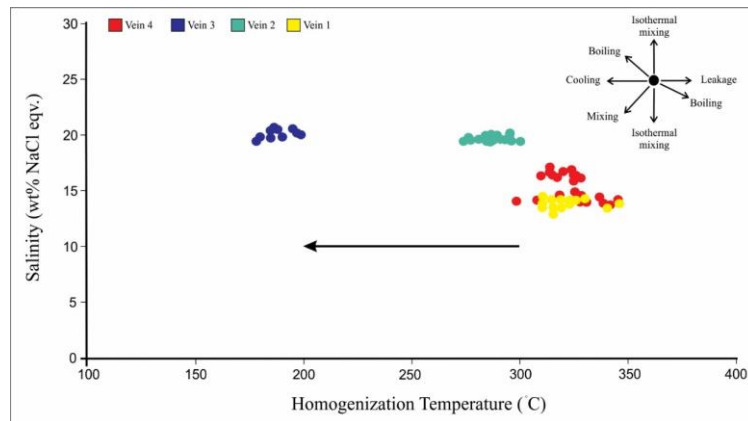 Vein 4 Vein 3 Vein 2 Vein 1
Isothermal
mixing
Boiling
Cooling
Leakage
Boiling
Mixing
Isothermal
mixing
Salinity (wt% NaCl eqv.)
30
25
20
15
10
5
0
100 150 200 250 300 350 400
Homogenization Temperature (°C)